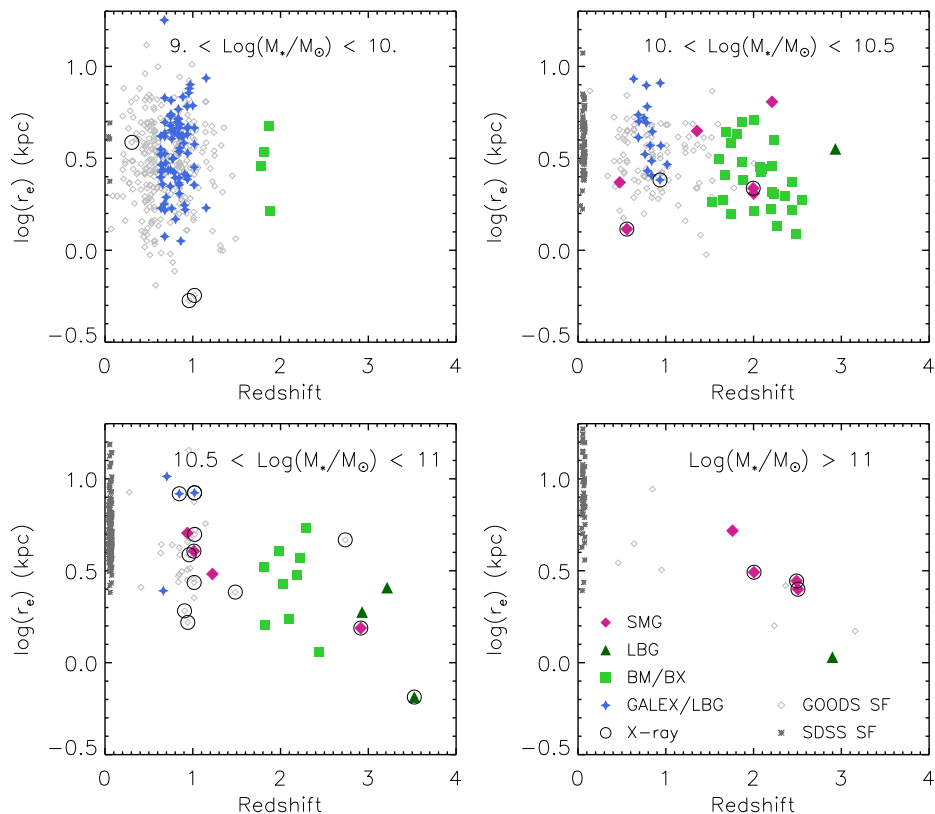 9. < Log(M*/M☉) < 10.
log(re) (kpc)
1.0
0.5
0.0
−0.5
0 1 2 3 4
Redshift
10. < Log(M*/M☉) < 10.5
log(re) (kpc)
1.0
0.5
0.0
−0.5
0 1 2 3 4
Redshift
10.5 < Log(M*/M☉) < 11
log(re) (kpc)
1.0
0.5
0.0
−0.5
0 1 2 3 4
Redshift
Log(M*/M☉) > 11
log(re) (kpc)
1.0
0.5
0.0
−0.5
0 1 2 3 4
Redshift
SMG
LBG
BM/BX
GALEX/LBG
X−ray
GOODS SF
SDSS SF